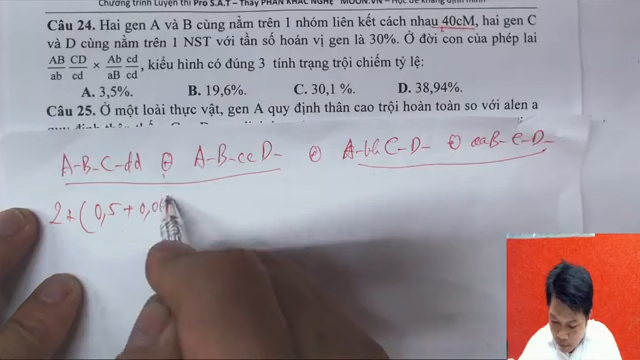 Chương trình Luyện thi Pro S.A.T – Thầy PHAN KHẮC NGHỆ MOON.VN – Học để khẳng định mình
Câu 24. Hai gen A và B cùng nằm trên 1 nhóm liên kết cách nhau 40cM, hai gen C
và D cùng nằm trên 1 NST với tần số hoán vị gen là 30%. Ở đời con của phép lai
AB/ab CD/cd × Ab/aB cd/cd, kiểu hình có đúng 3 tính trạng trội chiếm tỷ lệ:
A. 3,5%. B. 19,6%. C. 30,1 %. D. 38,94%.
Câu 25. Ở một loài thực vật, gen A quy định thân cao trội hoàn toàn so với alen a
A-B-C-dd ⊕ A-B-ccD- ⊕ A-bbC-D- ⊕ aaB-C-D-
2 × (0,5 + 0,06